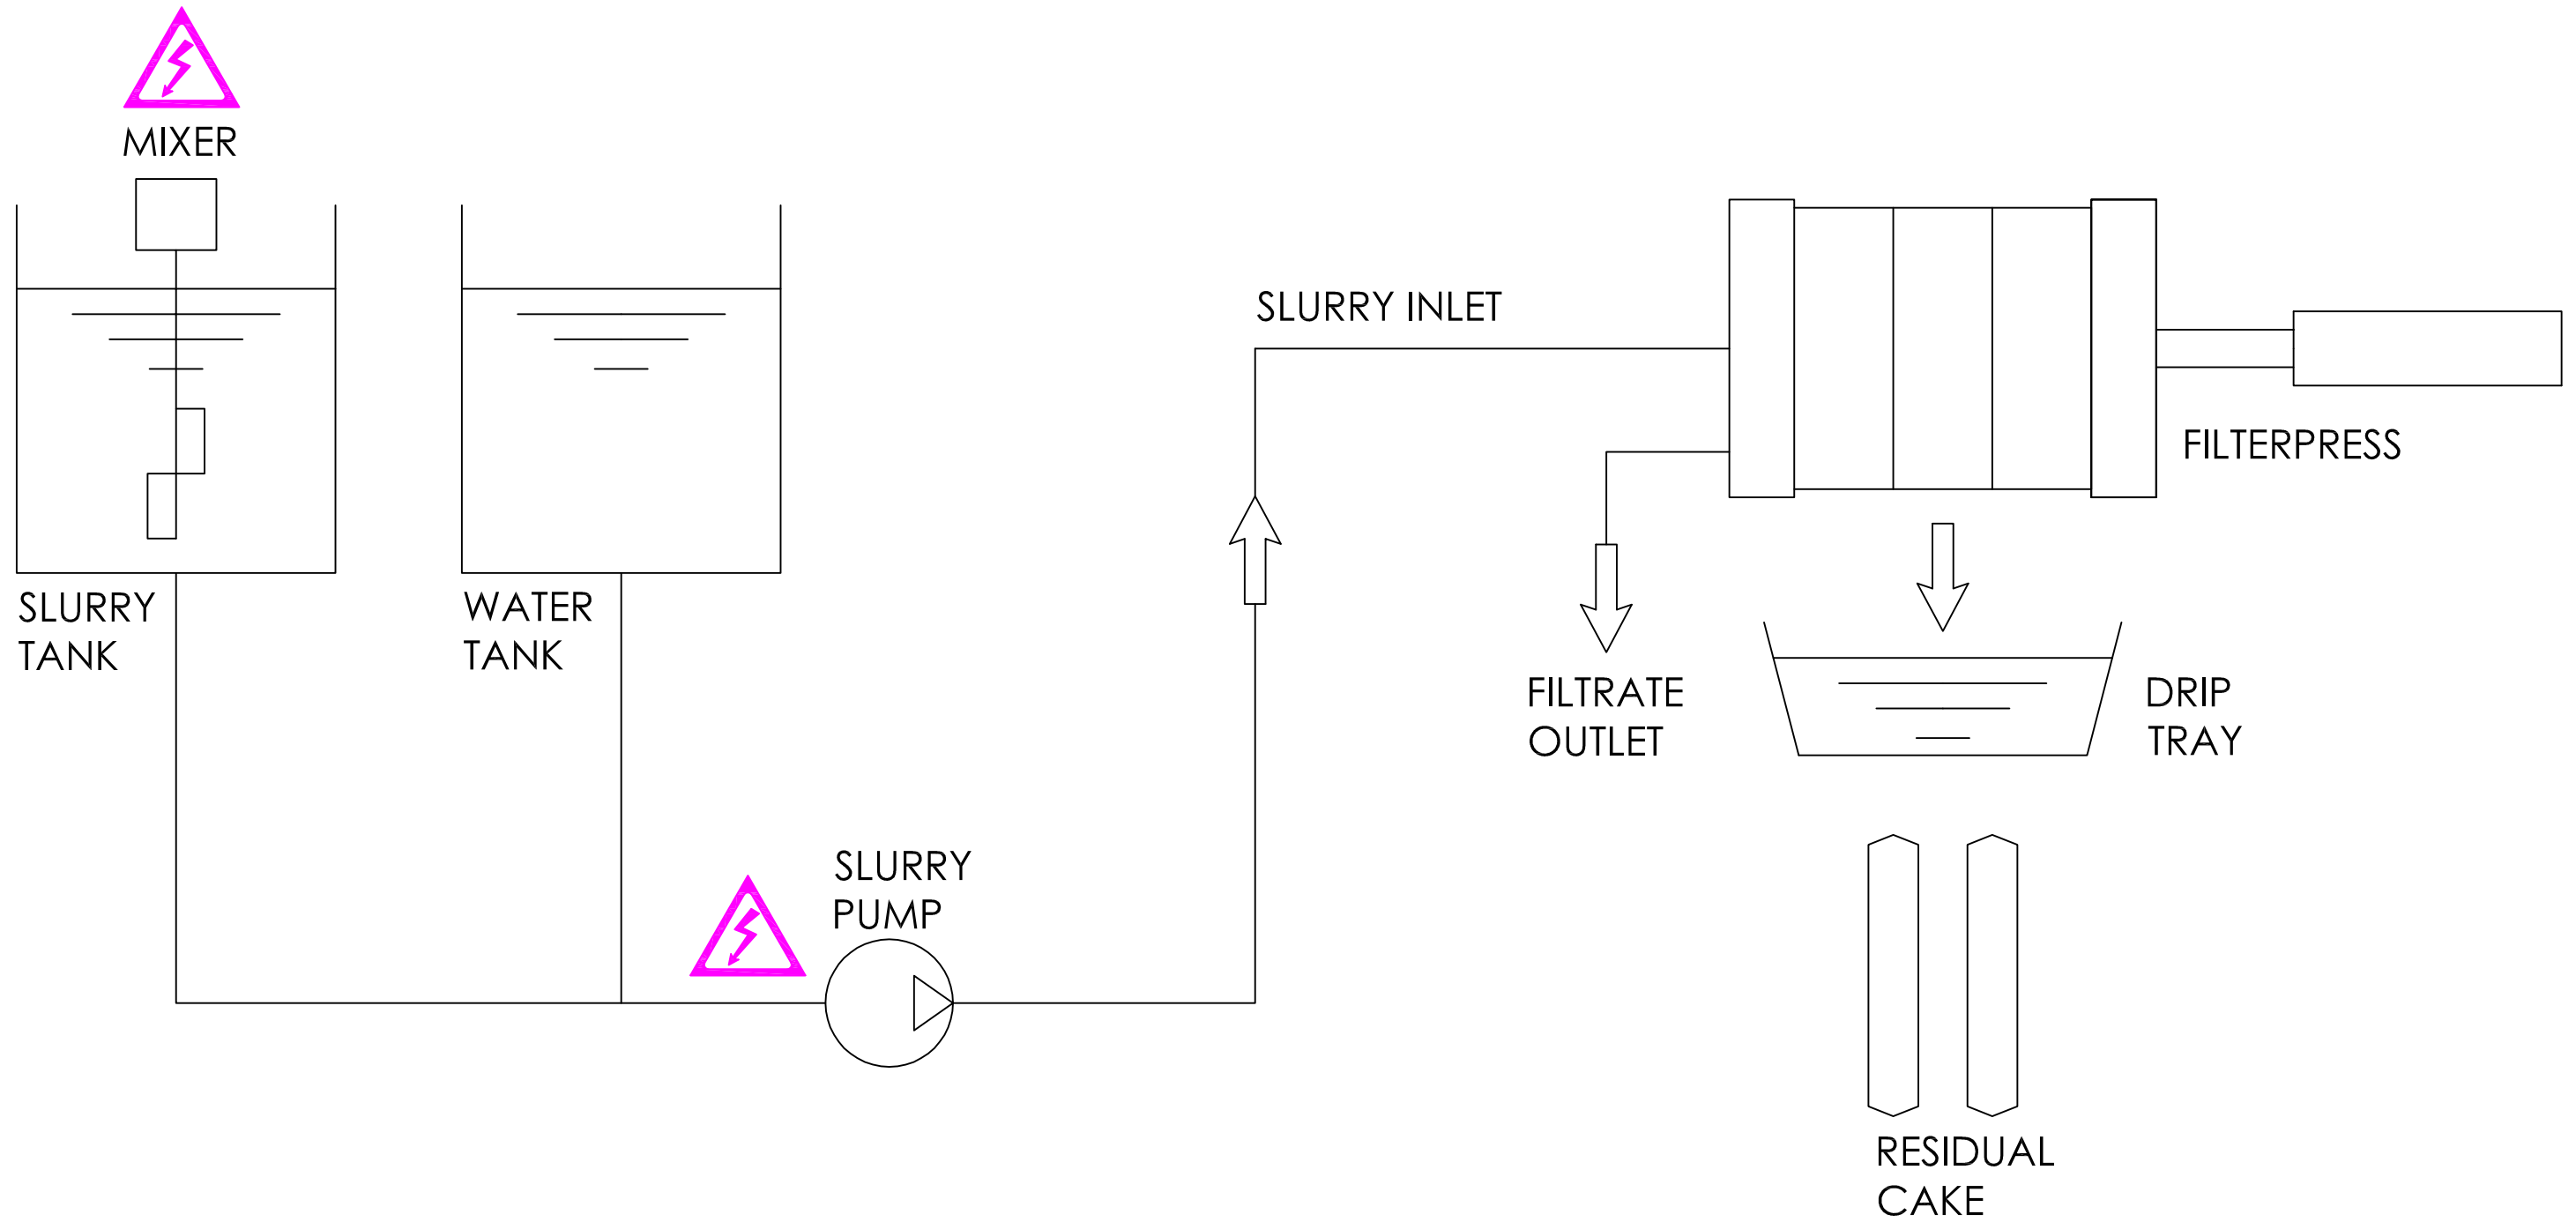 MIXER
SLURRY
TANK
WATER
TANK
SLURRY
PUMP
SLURRY INLET
FILTERPRESS
FILTRATE
OUTLET
DRIP
TRAY
RESIDUAL
CAKE